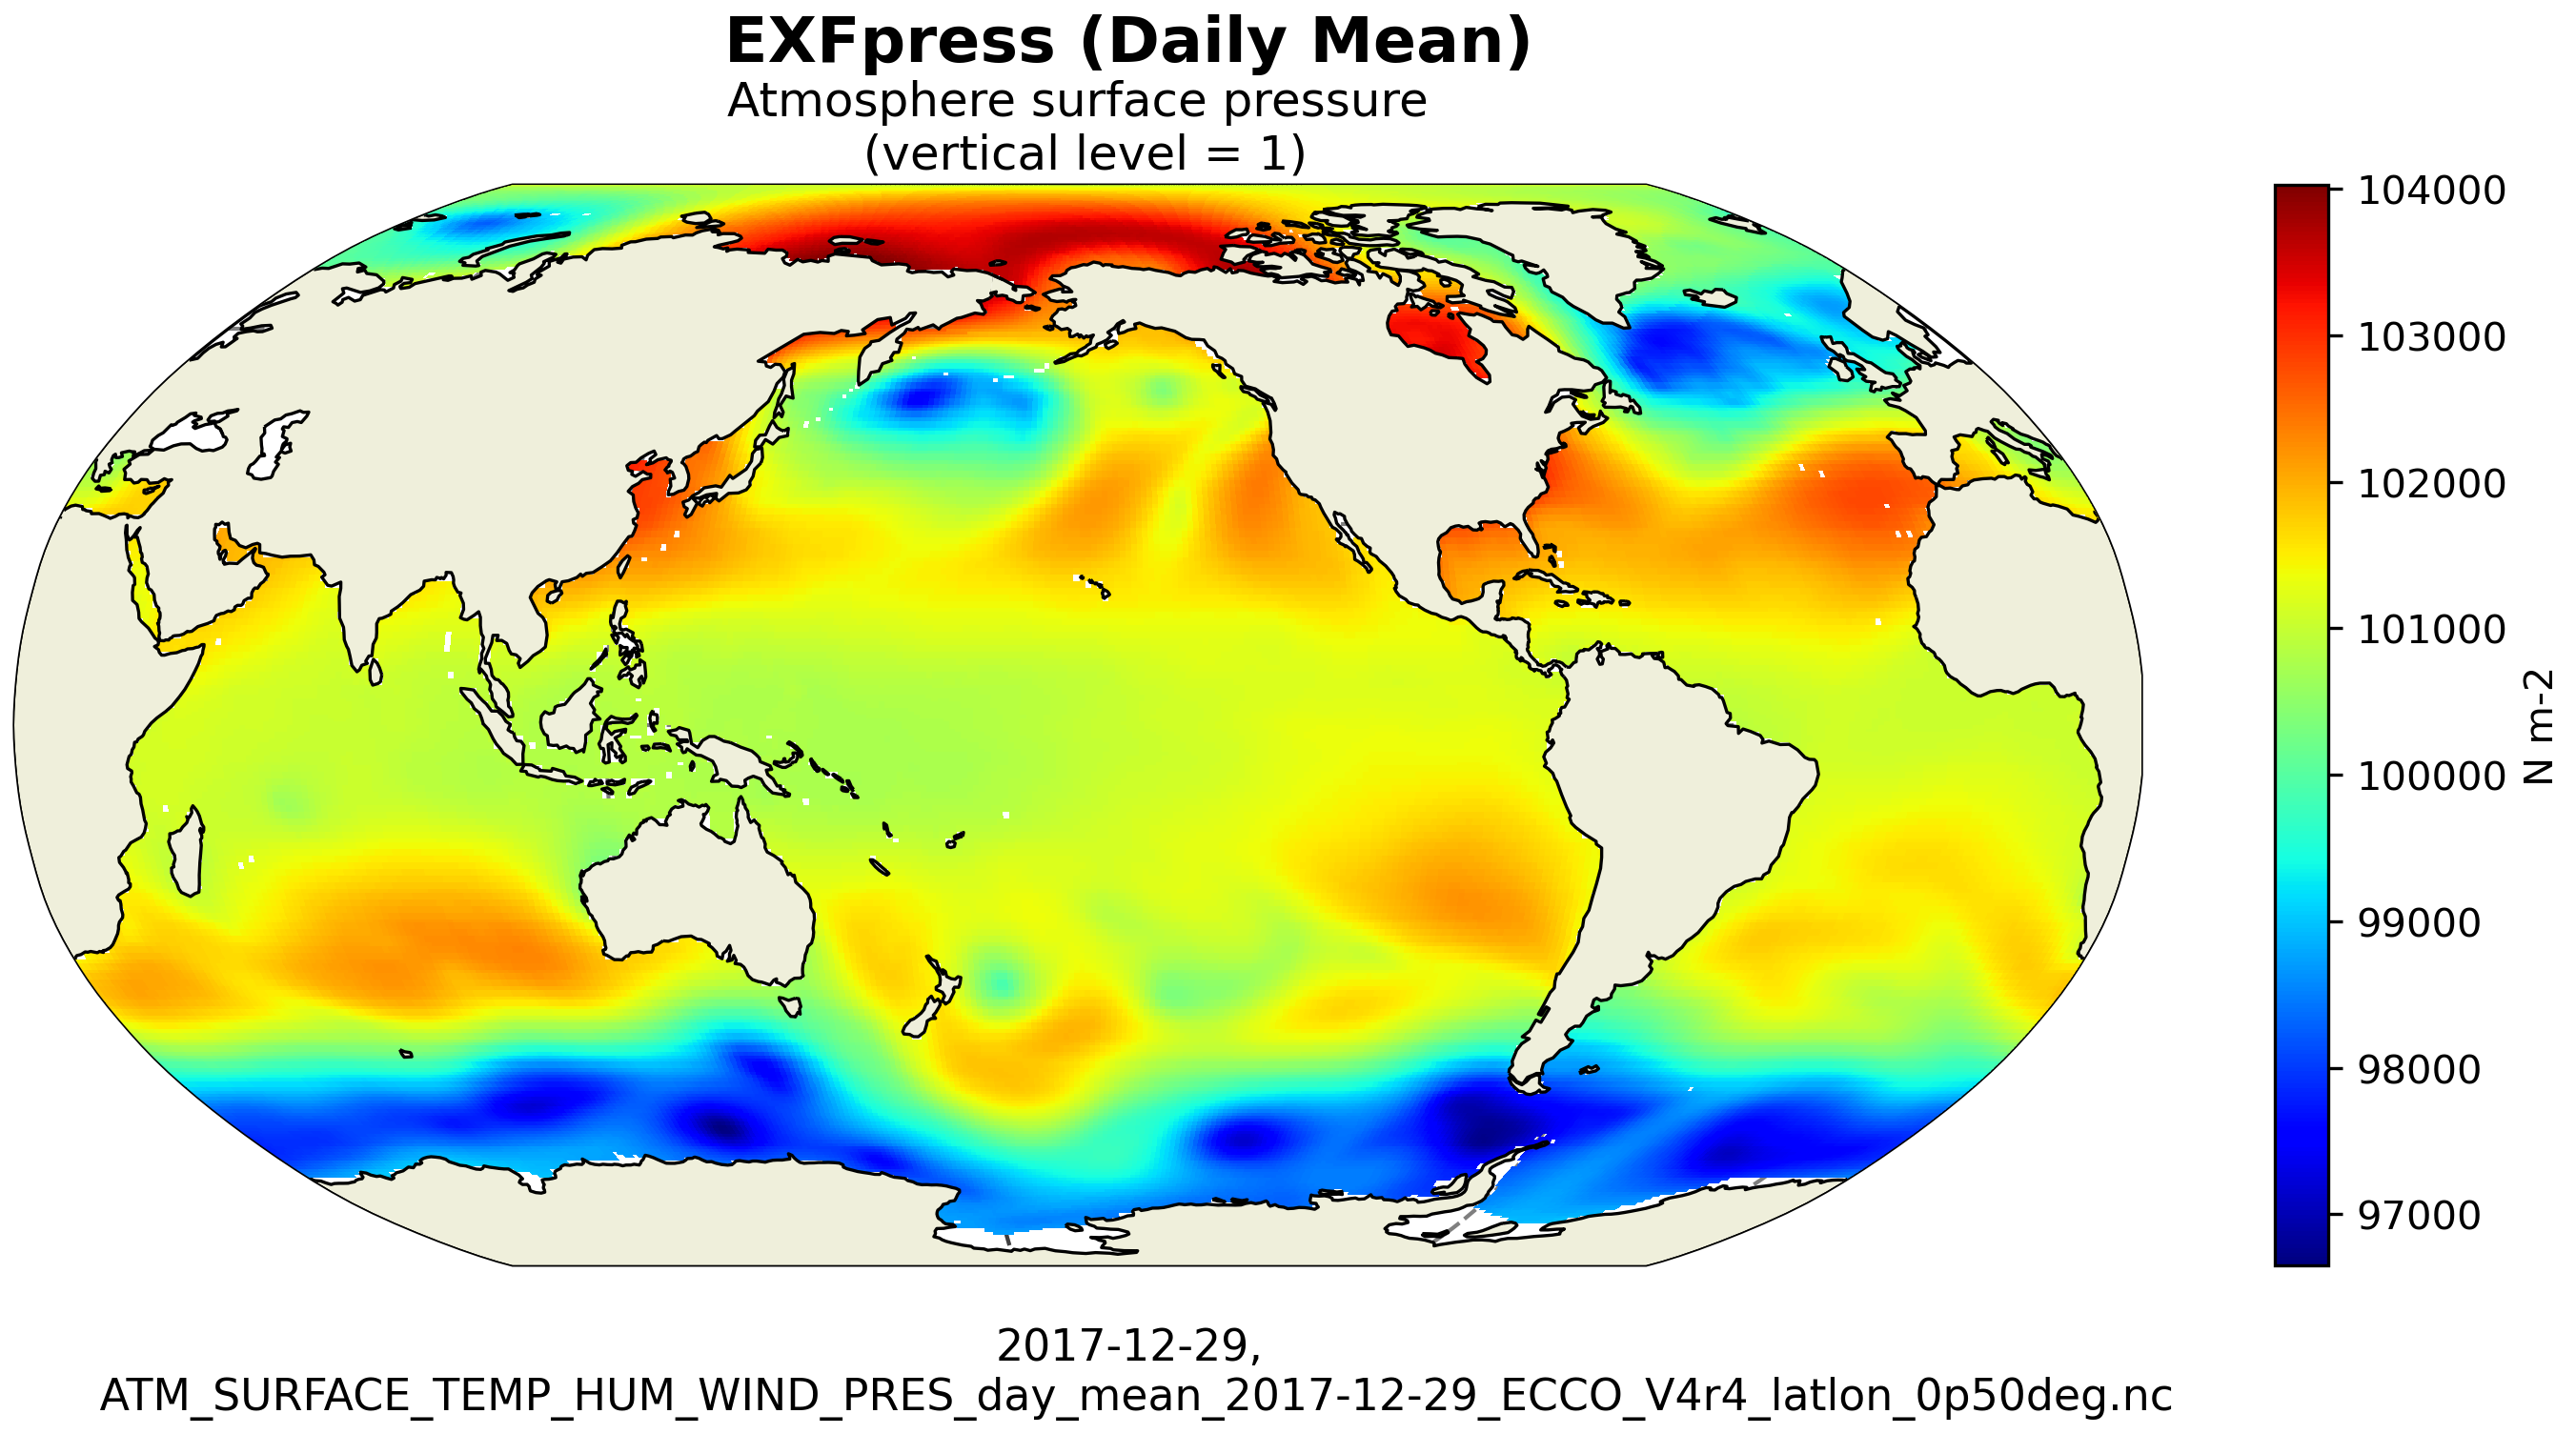 EXFpress (Daily Mean)
Atmosphere surface pressure
(vertical level = 1)
104000
103000
102000
101000
100000
99000
98000
97000
N m-2
2017-12-29,
ATM_SURFACE_TEMP_HUM_WIND_PRES_day_mean_2017-12-29_ECCO_V4r4_latlon_0p50deg.nc